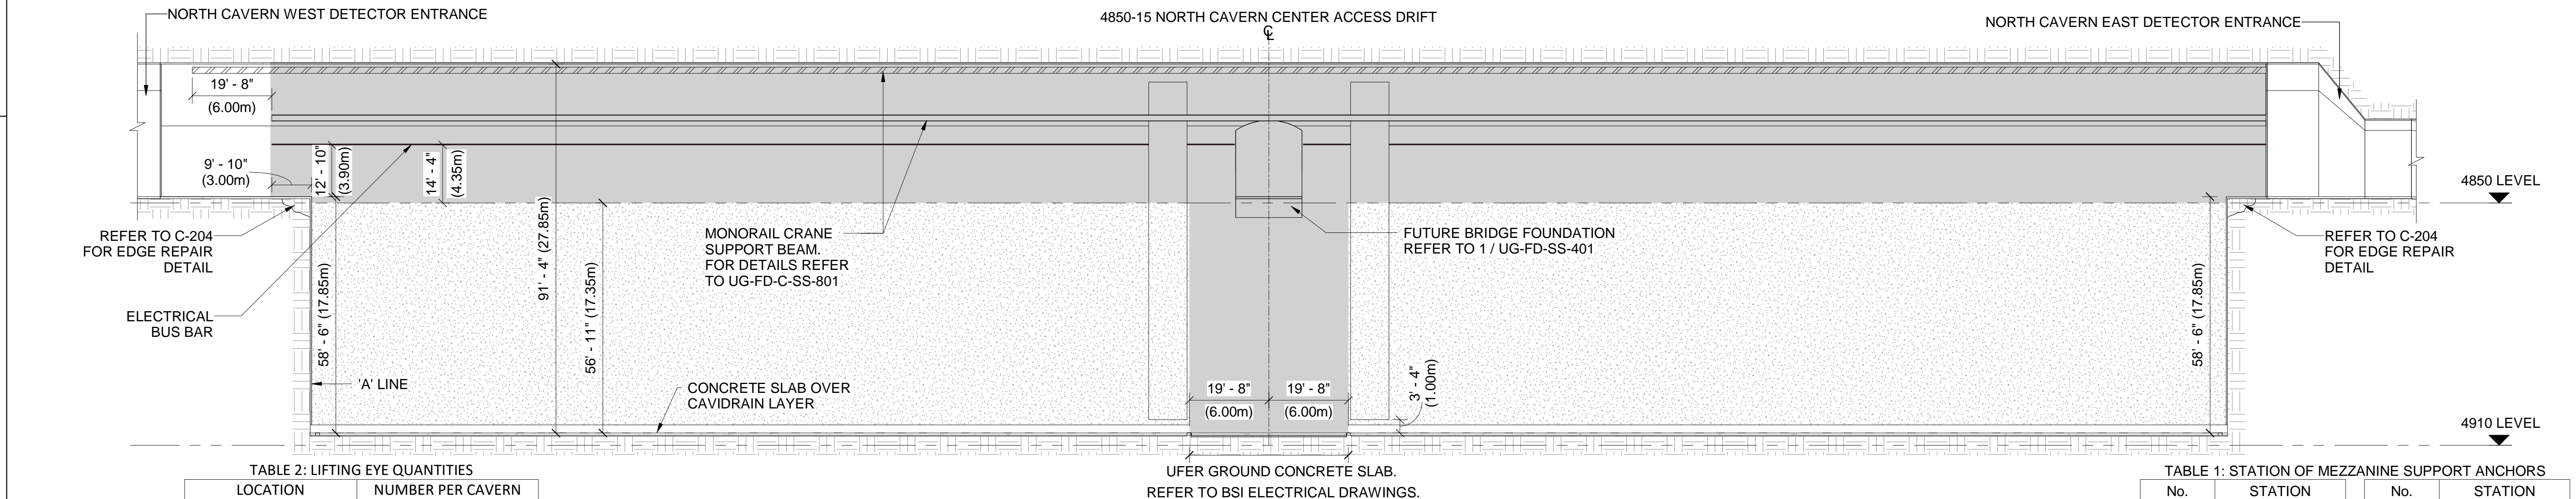 NORTH CAVERN WEST DETECTOR ENTRANCE
4850-15 NORTH CAVERN CENTER ACCESS DRIFT
℄
NORTH CAVERN EAST DETECTOR ENTRANCE
19' - 8"
(6.00m)
9' - 10"
(3.00m)
12' - 10"
(3.90m)
14' - 4"
(4.35m)
4850 LEVEL
REFER TO C-204
FOR EDGE REPAIR
DETAIL
ELECTRICAL
BUS BAR
58' - 6" (17.85m)
91' - 4" (27.85m)
56' - 11" (17.35m)
MONORAIL CRANE
SUPPORT BEAM.
FOR DETAILS REFER
TO UG-FD-C-SS-801
FUTURE BRIDGE FOUNDATION
REFER TO 1 / UG-FD-SS-401
REFER TO C-204
FOR EDGE REPAIR
DETAIL
58' - 6" (17.85m)
'A' LINE
CONCRETE SLAB OVER
CAVIDRAIN LAYER
19' - 8"
(6.00m)
19' - 8"
(6.00m)
3' - 4"
(1.00m)
4910 LEVEL
TABLE 2: LIFTING EYE QUANTITIES
LOCATION NUMBER PER CAVERN
UFER GROUND CONCRETE SLAB.
REFER TO BSI ELECTRICAL DRAWINGS.
TABLE 1: STATION OF MEZZANINE SUPPORT ANCHORS
No. STATION No. STATION